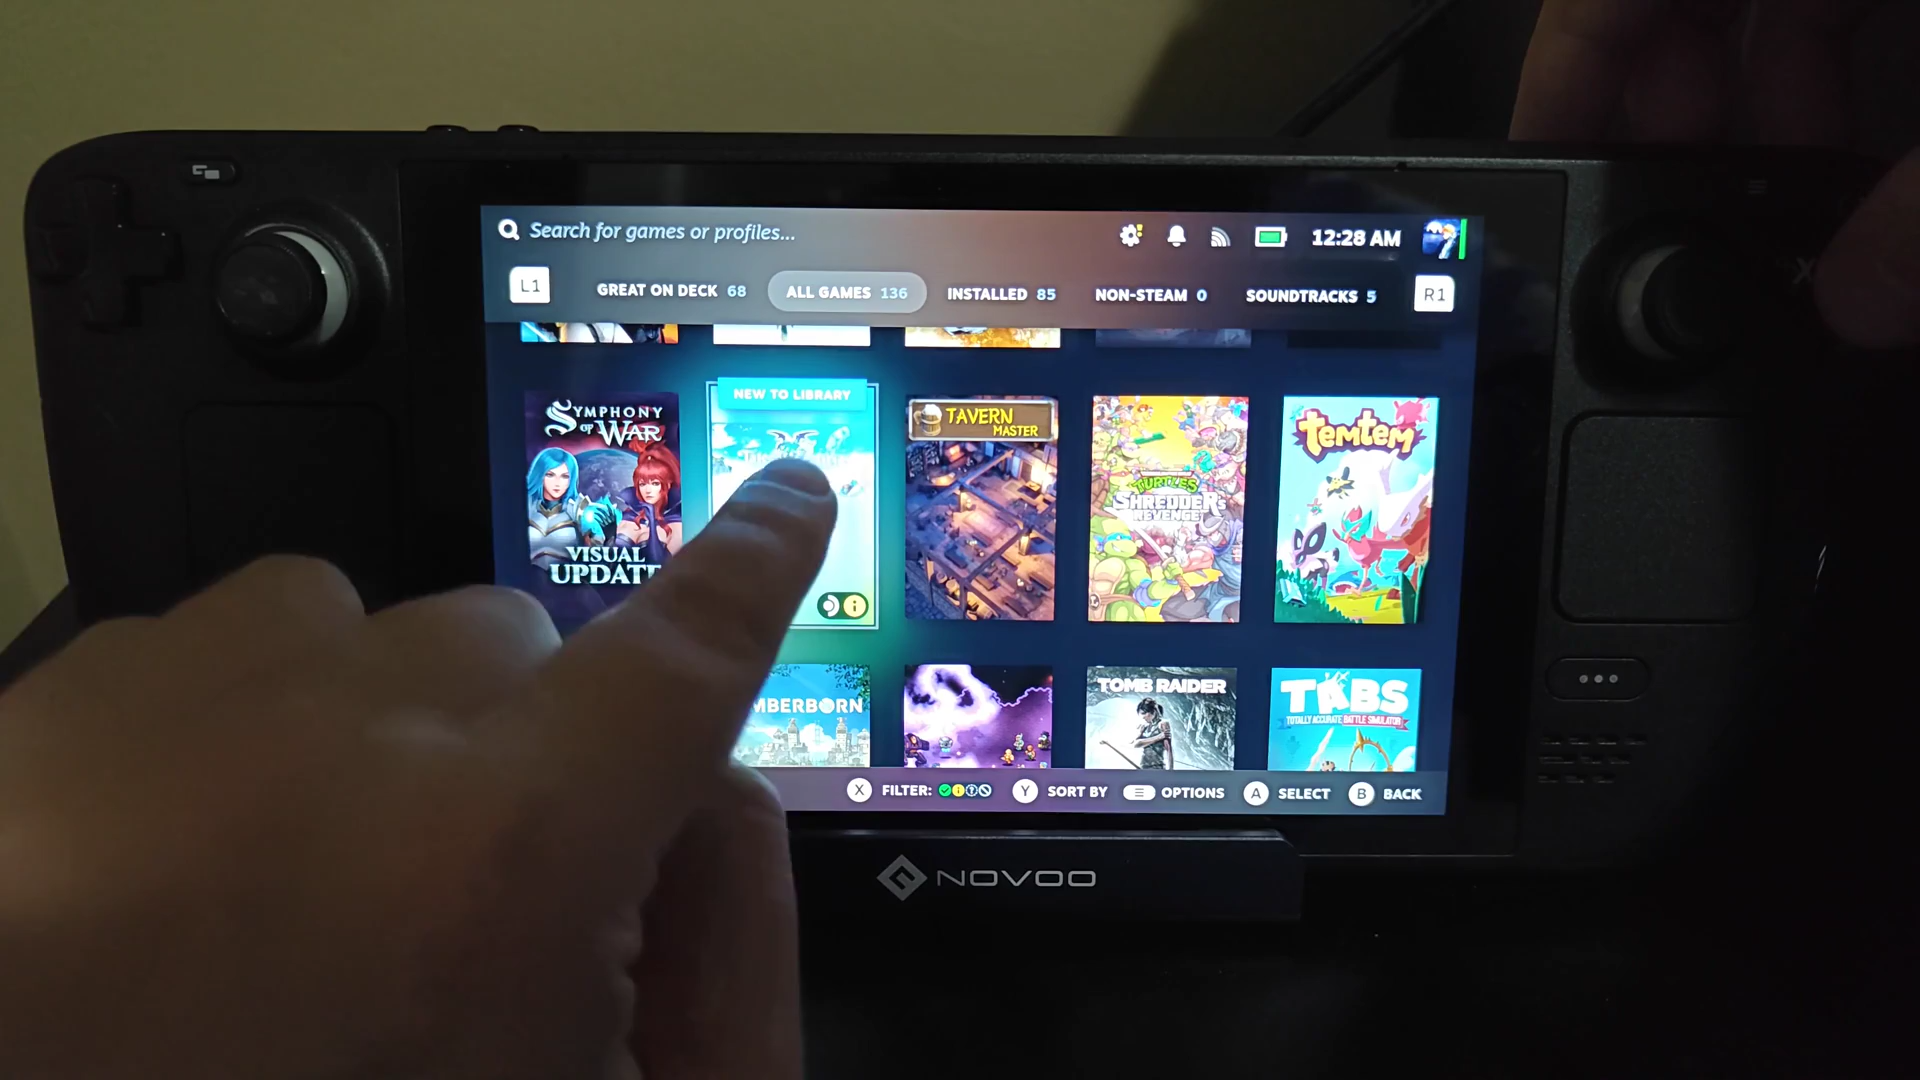 Search for games or profiles...
12:28 AM
L1
GREAT ON DECK 68
ALL GAMES 136
INSTALLED 85
NON-STEAM 0
SOUNDTRACKS 5
R1
SYMPHONY
OF WAR
VISUAL
UPDATE
NEW TO LIBRARY
TAVERN
MASTER
TURTLES
SHREDDER'S
REVENGE
temtem
MBERBORN
TOMB RAIDER
TABS
TOTALLY ACCURATE BATTLE SIMULATOR
X FILTER:
Y SORT BY
OPTIONS
A SELECT
B BACK
NOVOO
X